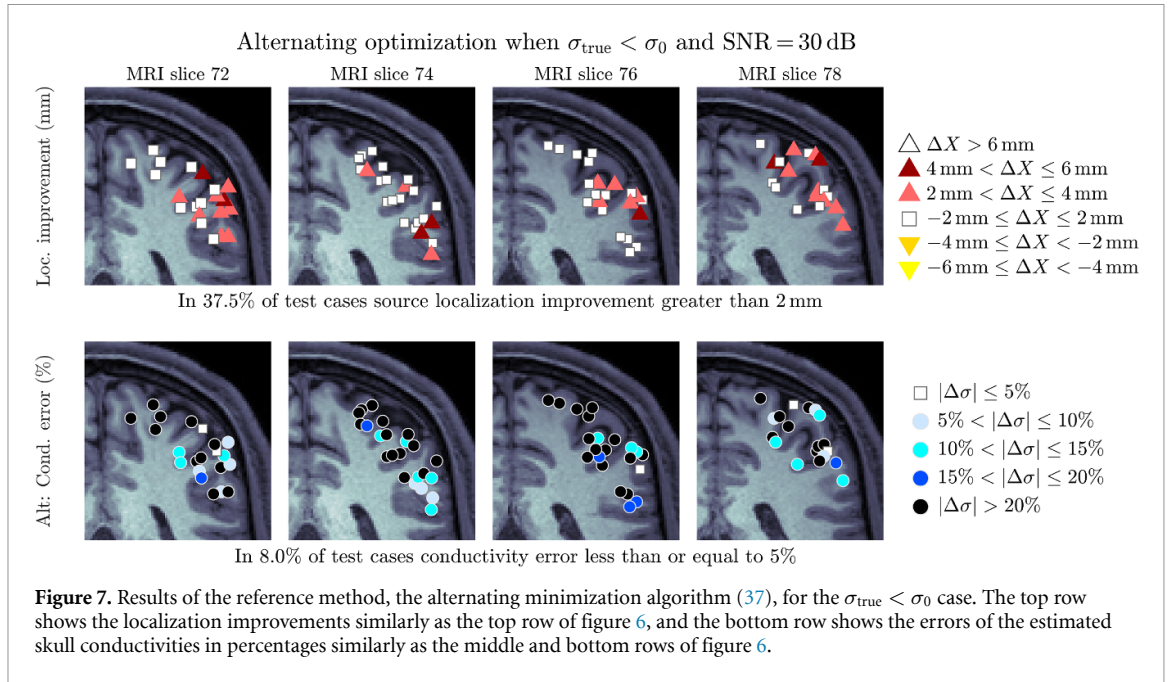 Alternating optimization when σ_true < σ_0 and SNR = 30 dB
MRI slice 72
MRI slice 74
MRI slice 76
MRI slice 78
Loc. improvement (mm)
ΔX > 6 mm
4 mm < ΔX ≤ 6 mm
2 mm < ΔX ≤ 4 mm
−2 mm ≤ ΔX ≤ 2 mm
−4 mm ≤ ΔX < −2 mm
−6 mm ≤ ΔX < −4 mm
In 37.5% of test cases source localization improvement greater than 2 mm
Alt: Cond. error (%)
|Δσ| ≤ 5%
5% < |Δσ| ≤ 10%
10% < |Δσ| ≤ 15%
15% < |Δσ| ≤ 20%
|Δσ| > 20%
In 8.0% of test cases conductivity error less than or equal to 5%
Figure 7. Results of the reference method, the alternating minimization algorithm (37), for the σ_true < σ_0 case. The top row
shows the localization improvements similarly as the top row of figure 6, and the bottom row shows the errors of the estimated
skull conductivities in percentages similarly as the middle and bottom rows of figure 6.